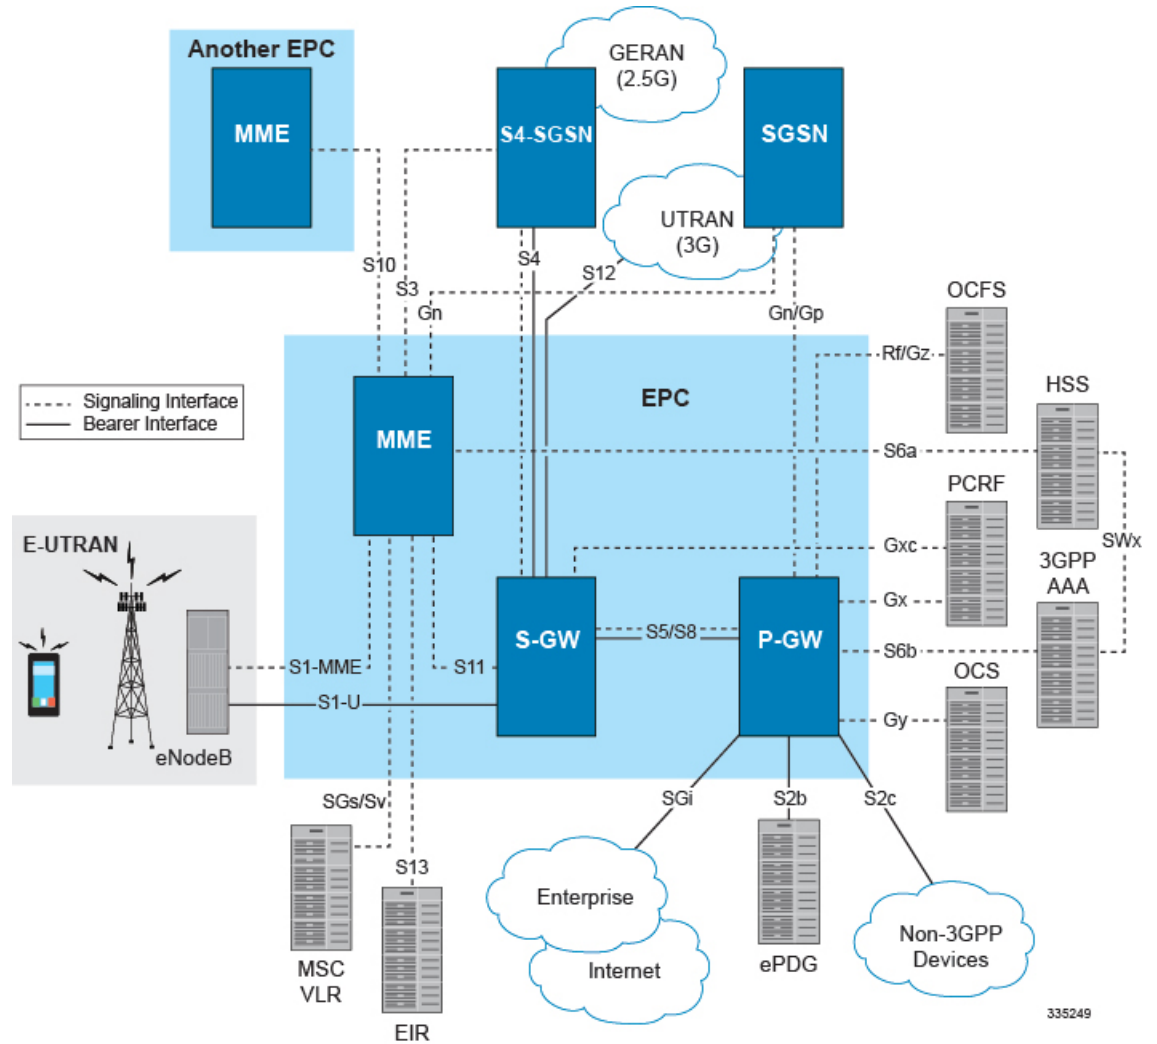 Another EPC
MME
GERAN
(2.5G)
S4-SGSN
SGSN
UTRAN
(3G)
S10
S3
Gn
S4
S12
Gn/Gp
OCFS
Rf/Gz
HSS
Signaling Interface
Bearer Interface
EPC
MME
S6a
PCRF
Gxc
SWx
3GPP
AAA
E-UTRAN
Gx
S-GW
S5/S8
P-GW
S6b
S1-MME
S11
OCS
S1-U
Gy
eNodeB
SGs/Sv
SGi
S2b
S2c
S13
Enterprise
Internet
ePDG
Non-3GPP
Devices
MSC
VLR
EIR
335249